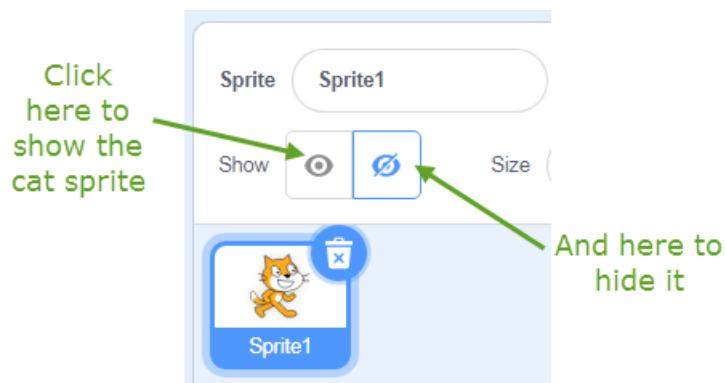 Click
here to
show the
cat sprite
Sprite
Sprite1
Show
Size
And here to
hide it
Sprite1